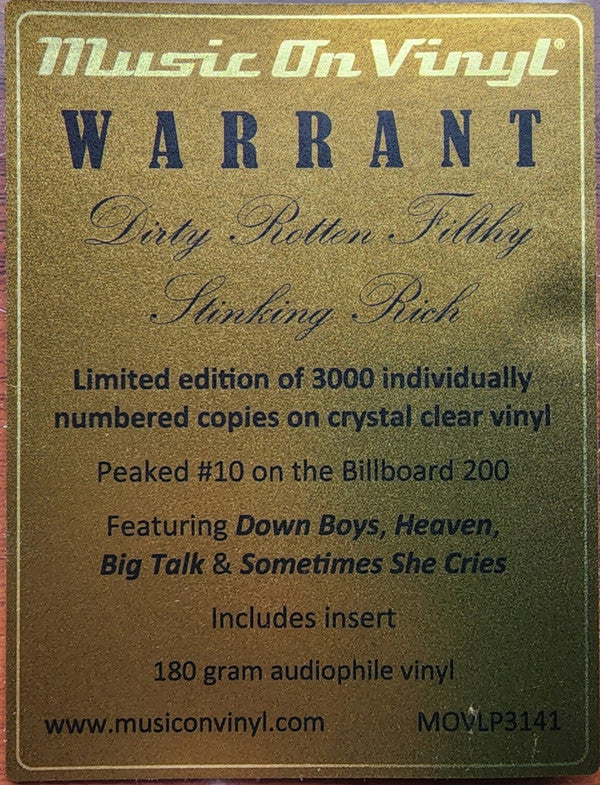 Music On Vinyl®
WARRANT
Dirty Rotten Filthy
Stinking Rich
Limited edition of 3000 individually
numbered copies on crystal clear vinyl
Peaked #10 on the Billboard 200
Featuring Down Boys, Heaven,
Big Talk & Sometimes She Cries
Includes insert
180 gram audiophile vinyl
www.musiconvinyl.com MOVLP3141